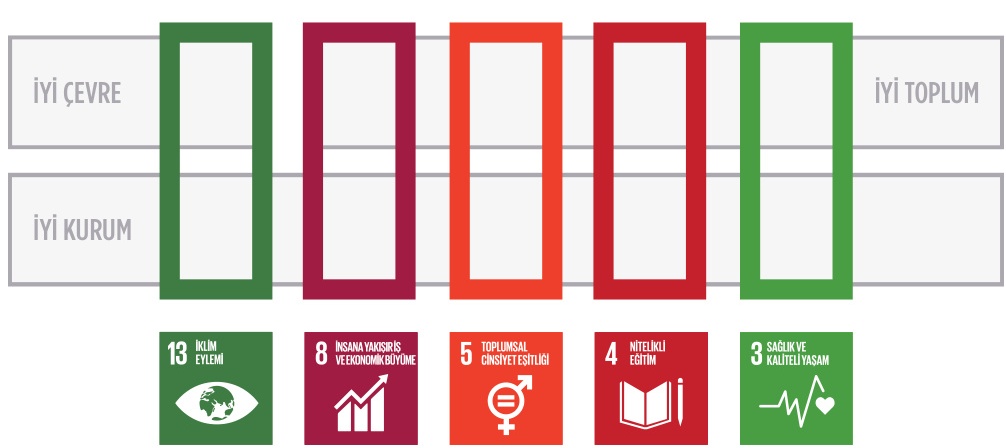 İYİ ÇEVRE
İYİ TOPLUM
İYİ KURUM
13 İKLİM
EYLEMİ
8 İNSANA YAKIŞIR İŞ
VE EKONOMİK BÜYÜME
5 TOPLUMSAL
CİNSİYET EŞİTLİĞİ
4 NİTELİKLİ
EĞİTİM
3 SAĞLIK VE
KALİTELİ YAŞAM